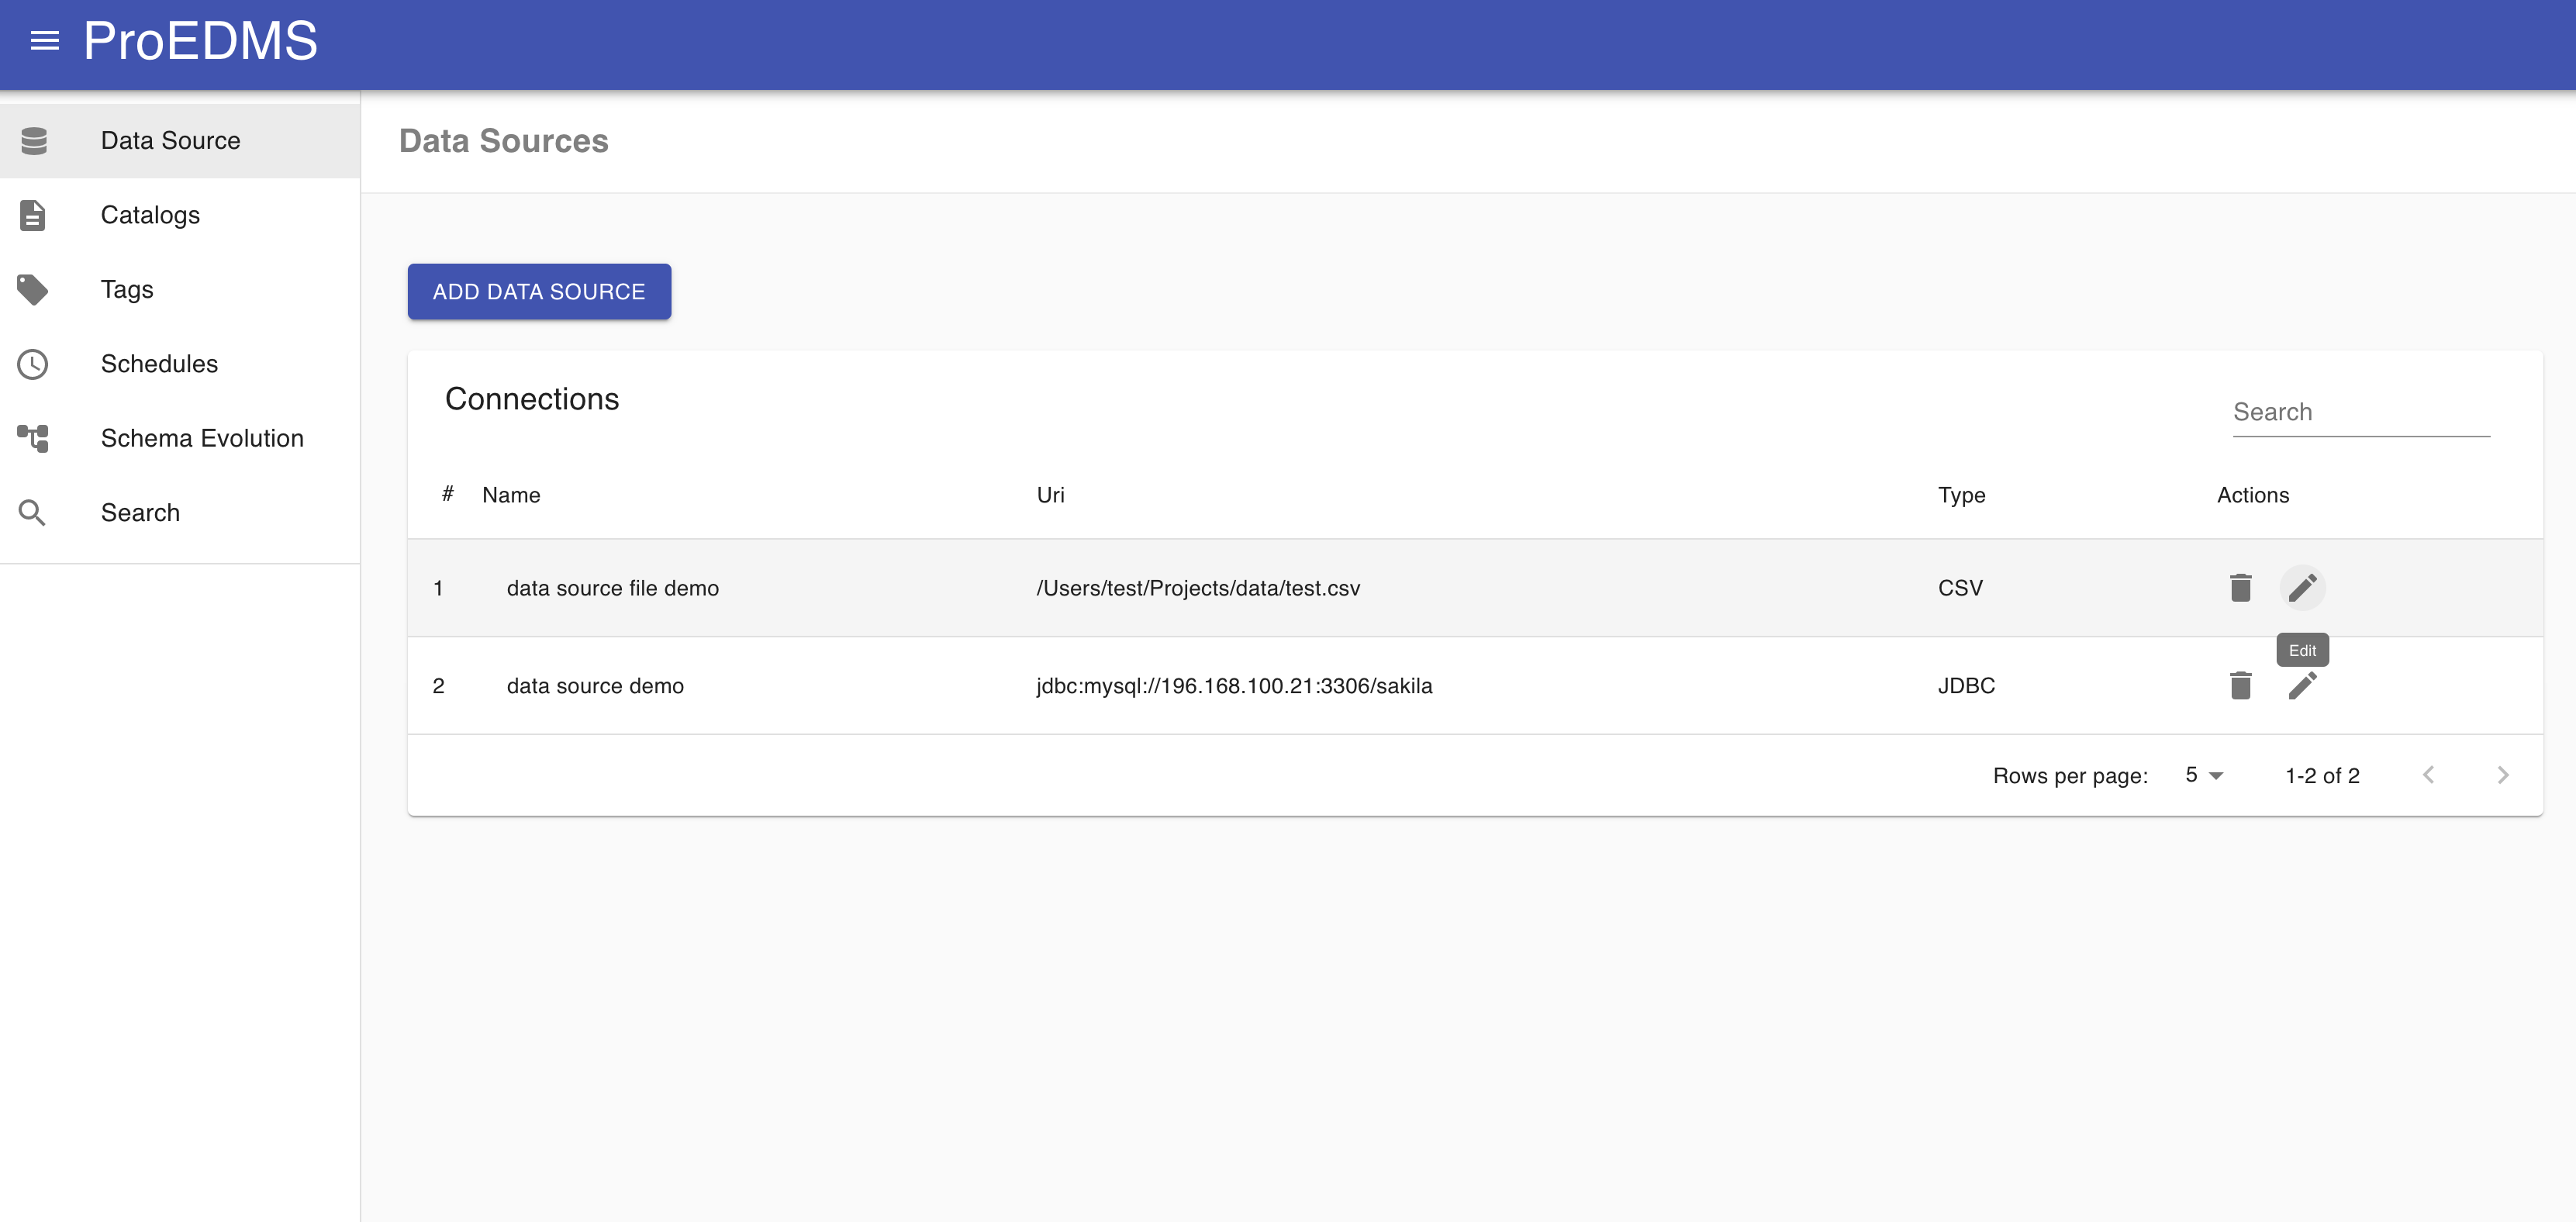 ProEDMS
Data Source
Catalogs
Tags
Schedules
Schema Evolution
Search
Data Sources
ADD DATA SOURCE
Connections
Search
# Name Uri Type Actions
1 data source file demo /Users/test/Projects/data/test.csv CSV
Edit
2 data source demo jdbc:mysql://196.168.100.21:3306/sakila JDBC
Rows per page: 5 1-2 of 2